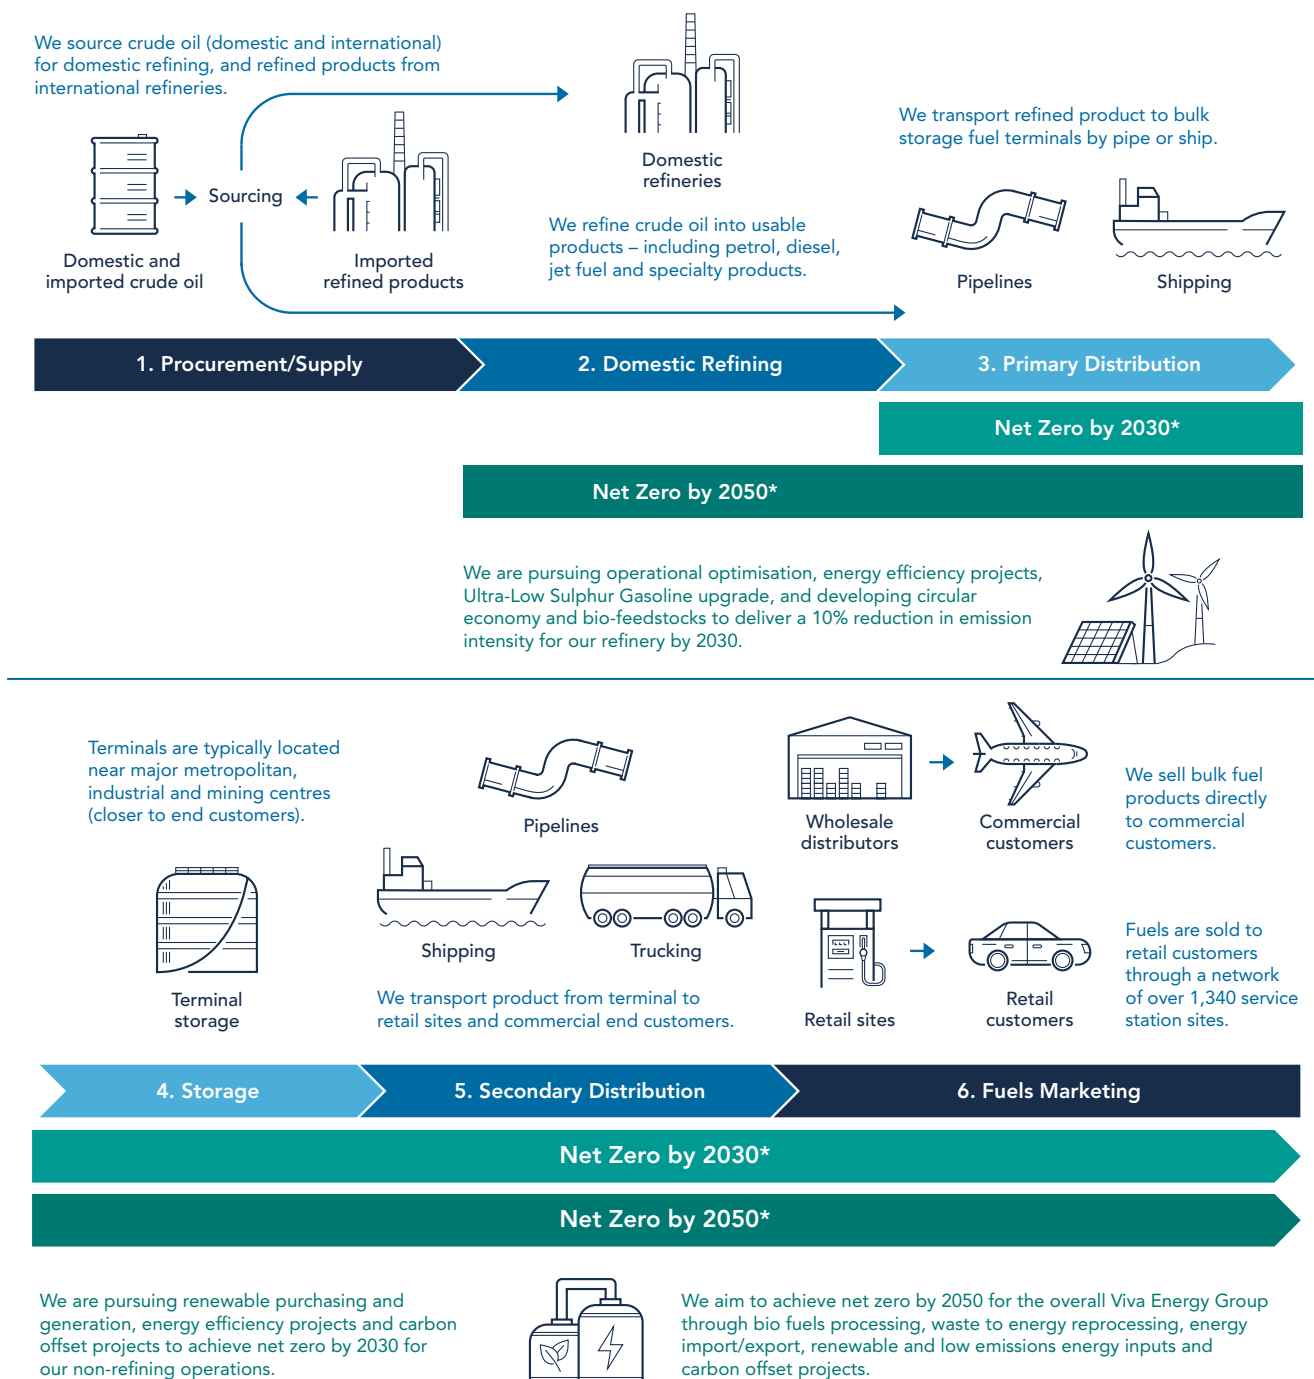 We source crude oil (domestic and international)
for domestic refining, and refined products from
international refineries.
Sourcing
Domestic and
imported crude oil
Imported
refined products
Domestic
refineries
We refine crude oil into usable
products – including petrol, diesel,
jet fuel and specialty products.
We transport refined product to bulk
storage fuel terminals by pipe or ship.
Pipelines
Shipping
1. Procurement/Supply
2. Domestic Refining
3. Primary Distribution
Net Zero by 2030*
Net Zero by 2050*
We are pursuing operational optimisation, energy efficiency projects,
Ultra-Low Sulphur Gasoline upgrade, and developing circular
economy and bio-feedstocks to deliver a 10% reduction in emission
intensity for our refinery by 2030.
Terminals are typically located
near major metropolitan,
industrial and mining centres
(closer to end customers).
Terminal
storage
Pipelines
Shipping
Trucking
We transport product from terminal to
retail sites and commercial end customers.
Wholesale
distributors
Commercial
customers
We sell bulk fuel
products directly
to commercial
customers.
Retail sites
Retail
customers
Fuels are sold to
retail customers
through a network
of over 1,340 service
station sites.
4. Storage
5. Secondary Distribution
6. Fuels Marketing
Net Zero by 2030*
Net Zero by 2050*
We are pursuing renewable purchasing and
generation, energy efficiency projects and carbon
offset projects to achieve net zero by 2030 for
our non-refining operations.
We aim to achieve net zero by 2050 for the overall Viva Energy Group
through bio fuels processing, waste to energy reprocessing, energy
import/export, renewable and low emissions energy inputs and
carbon offset projects.